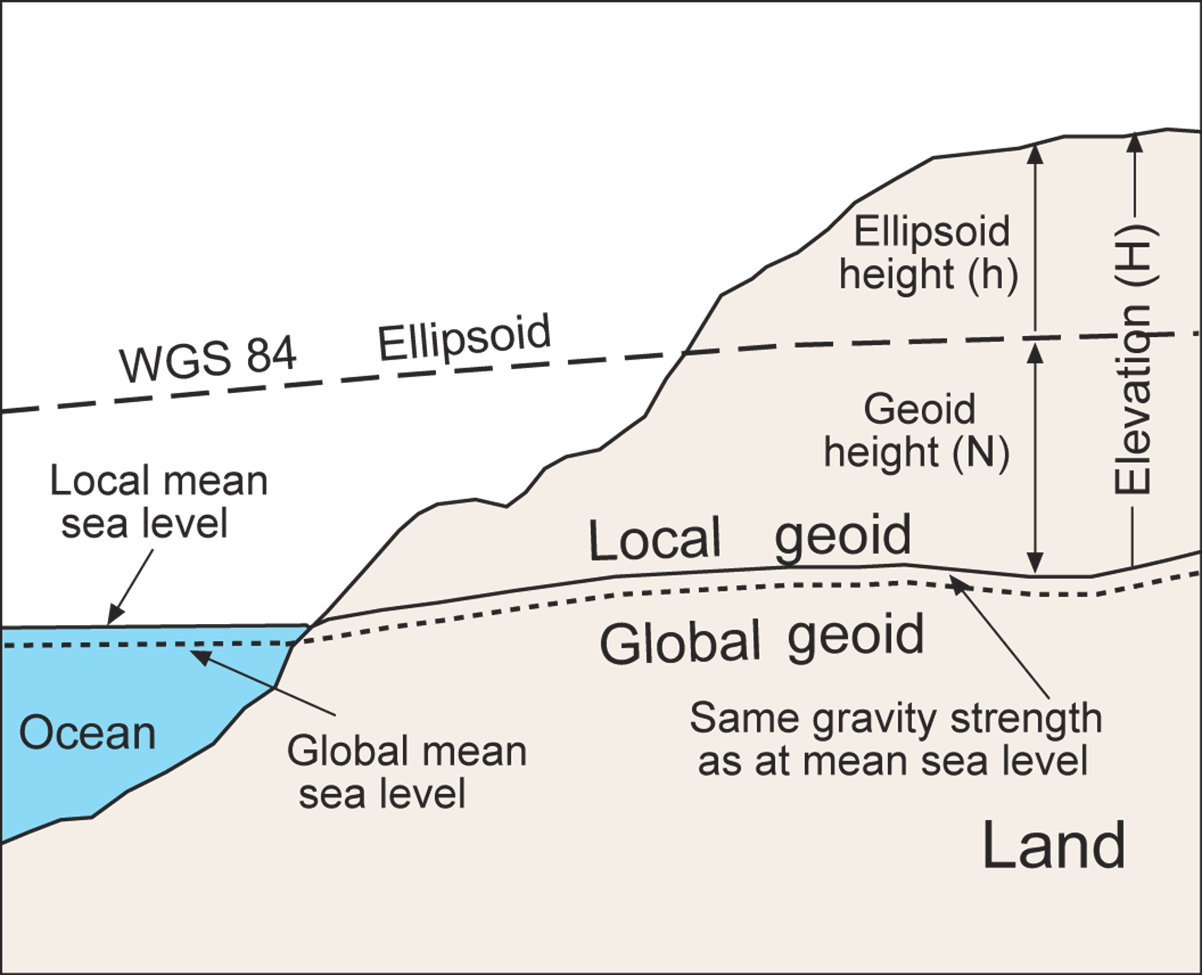 Ellipsoid
height (h)
Elevation (H)
WGS 84 Ellipsoid
Geoid
height (N)
Local mean
sea level
Local geoid
Global geoid
Same gravity strength
as at mean sea level
Ocean
Global mean
sea level
Land